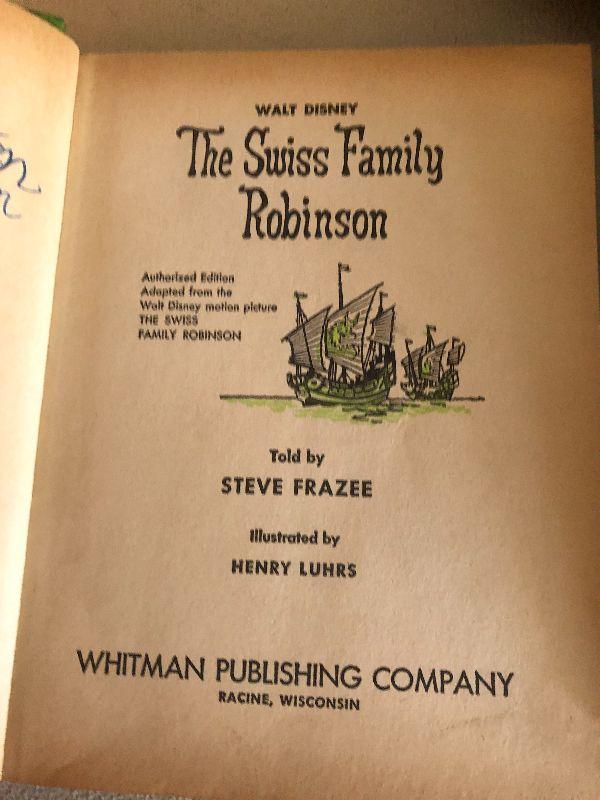 WALT DISNEY
The Swiss Family
Robinson
Authorized Edition
Adapted from the
Walt Disney motion picture
THE SWISS
FAMILY ROBINSON
Told by
STEVE FRAZEE
Illustrated by
HENRY LUHRS
WHITMAN PUBLISHING COMPANY
RACINE, WISCONSIN